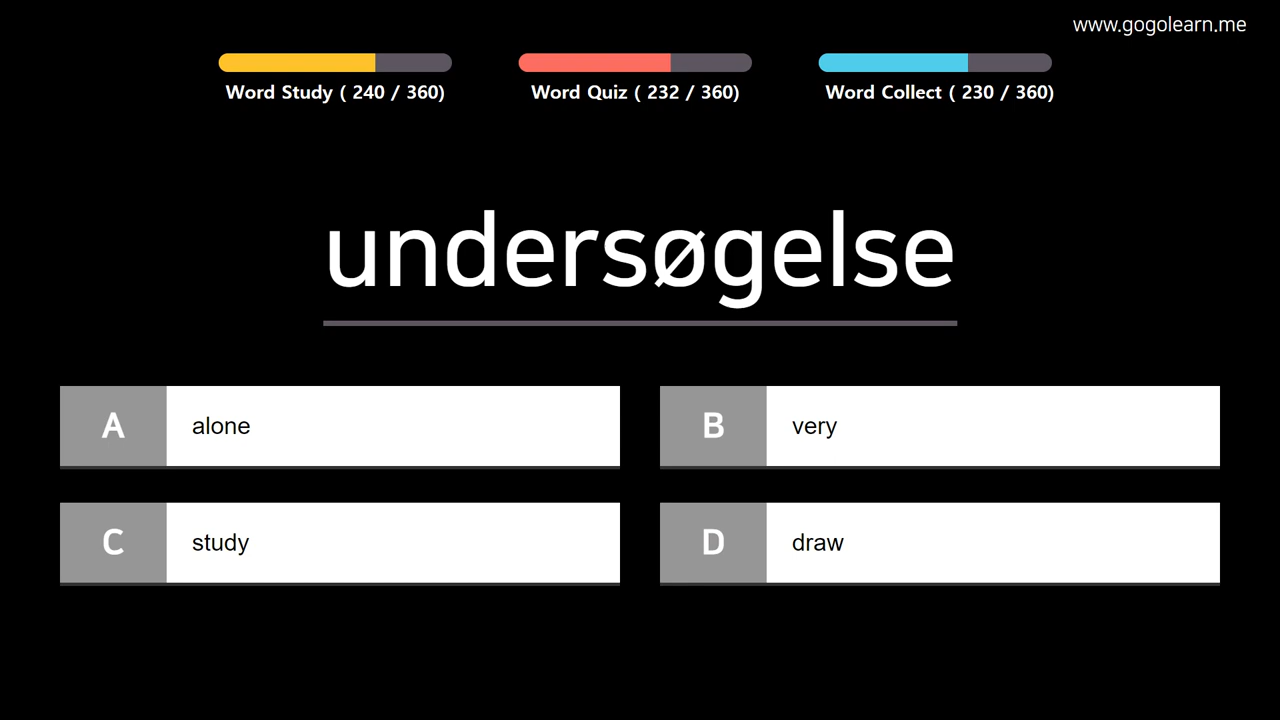 www.gogolearn.me
Word Study ( 240 / 360)
Word Quiz ( 232 / 360)
Word Collect ( 230 / 360)
undersøgelse
A alone
B very
C study
D draw